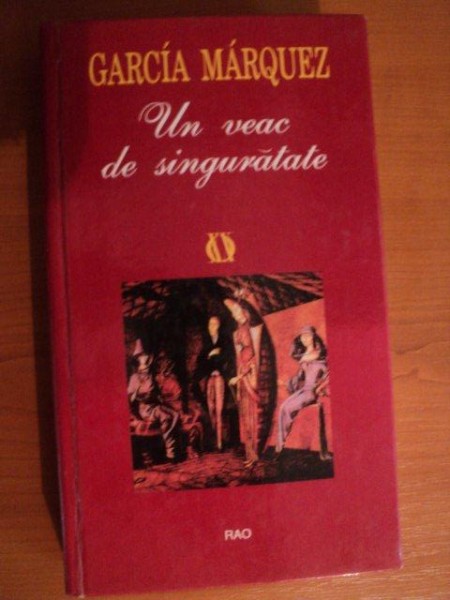 GARCÍA MÁRQUEZ
Un veac
de singurătate
RAO